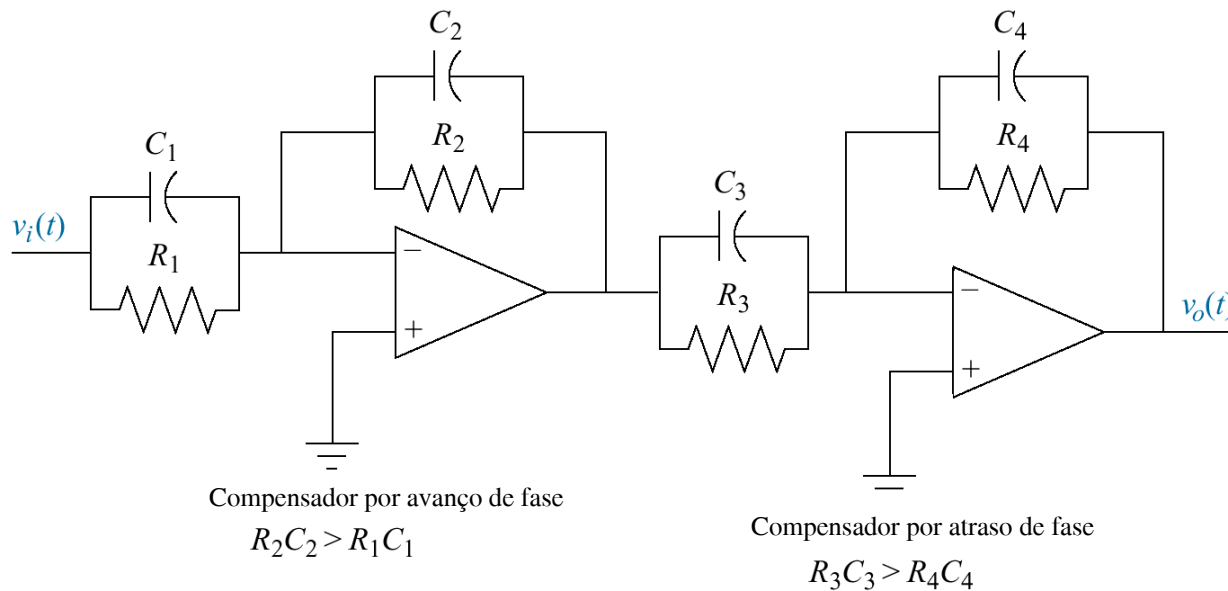 C₂
C₄
R₂
R₄
C₁
C₃
vᵢ(t)
R₁
R₃
−
+
−
+
vₒ(t)
Compensador por avanço de fase
R₂C₂ > R₁C₁
Compensador por atraso de fase
R₃C₃ > R₄C₄